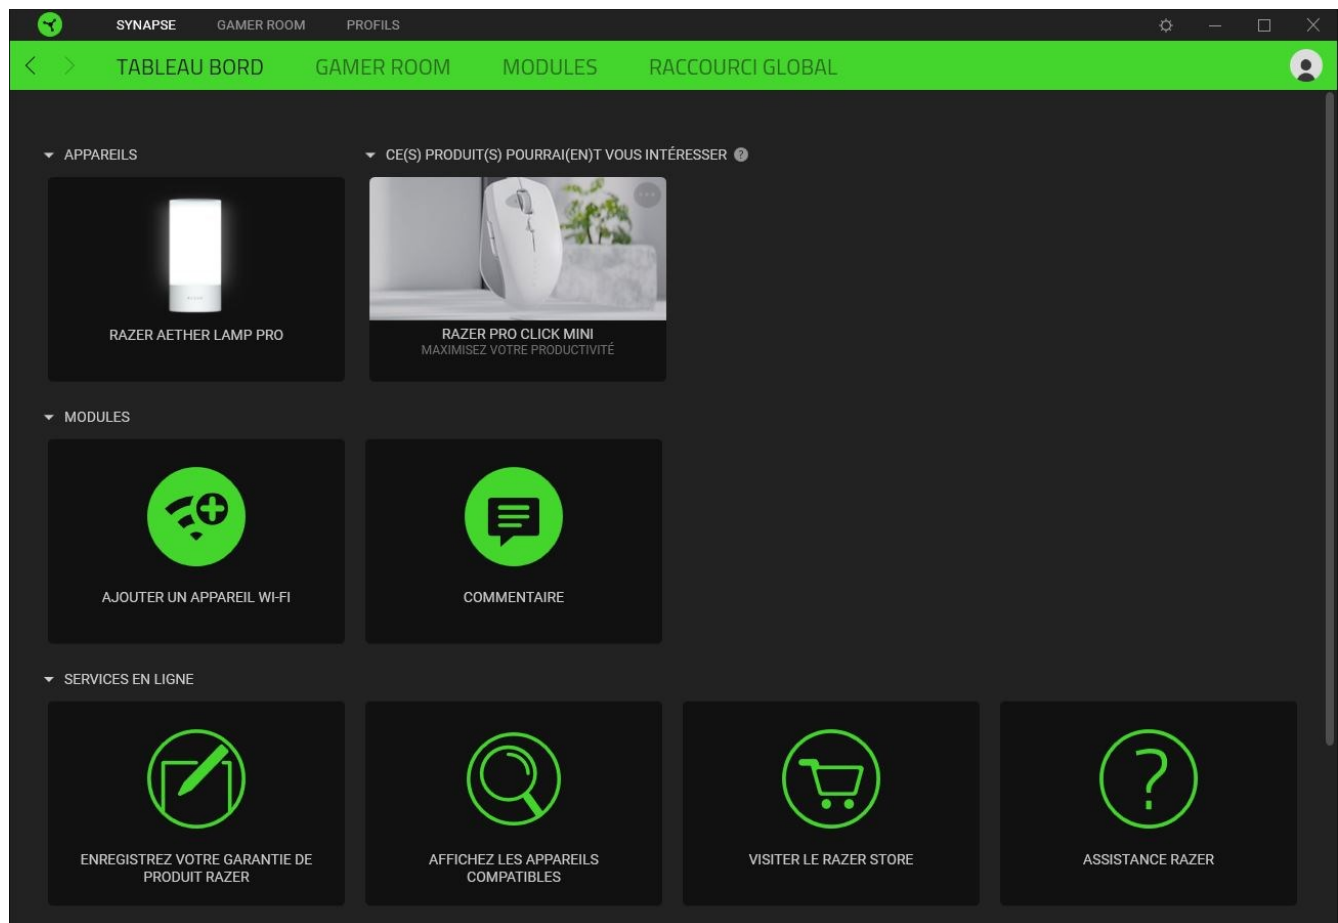 SYNAPSE GAMER ROOM PROFILS
TABLEAU BORD GAMER ROOM MODULES RACCOURCI GLOBAL
APPAREILS
CE(S) PRODUIT(S) POURRAI(EN)T VOUS INTÉRESSER ?
RAZER AETHER LAMP PRO
RAZER PRO CLICK MINI
MAXIMISEZ VOTRE PRODUCTIVITÉ
MODULES
AJOUTER UN APPAREIL WI-FI
COMMENTAIRE
SERVICES EN LIGNE
ENREGISTREZ VOTRE GARANTIE DE
PRODUIT RAZER
AFFICHEZ LES APPAREILS
COMPATIBLES
VISITER LE RAZER STORE
ASSISTANCE RAZER